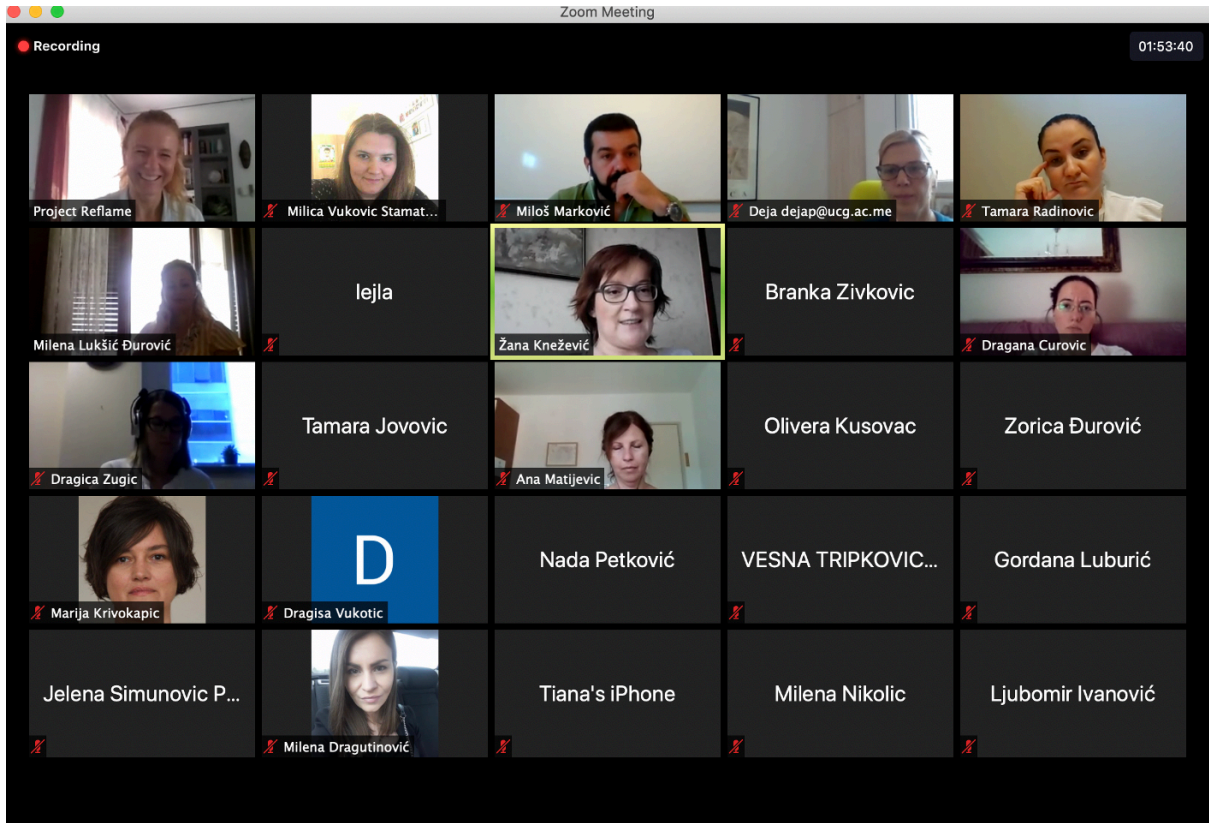 Zoom Meeting
Recording
01:53:40
Project Reflame
Milica Vukovic Stamat...
Miloš Marković
Deja dejap@ucg.ac.me
Tamara Radinovic
Milena Lukšić Đurović
lejla
Žana Knežević
Branka Zivkovic
Dragana Curovic
Dragica Zugic
Tamara Jovovic
Ana Matijevic
Olivera Kusovac
Zorica Đurović
Marija Krivokapic
D
Dragisa Vukotic
Nada Petković
VESNA TRIPKOVIC...
Gordana Luburić
Jelena Simunovic P...
Milena Dragutinović
Tiana's iPhone
Milena Nikolic
Ljubomir Ivanović